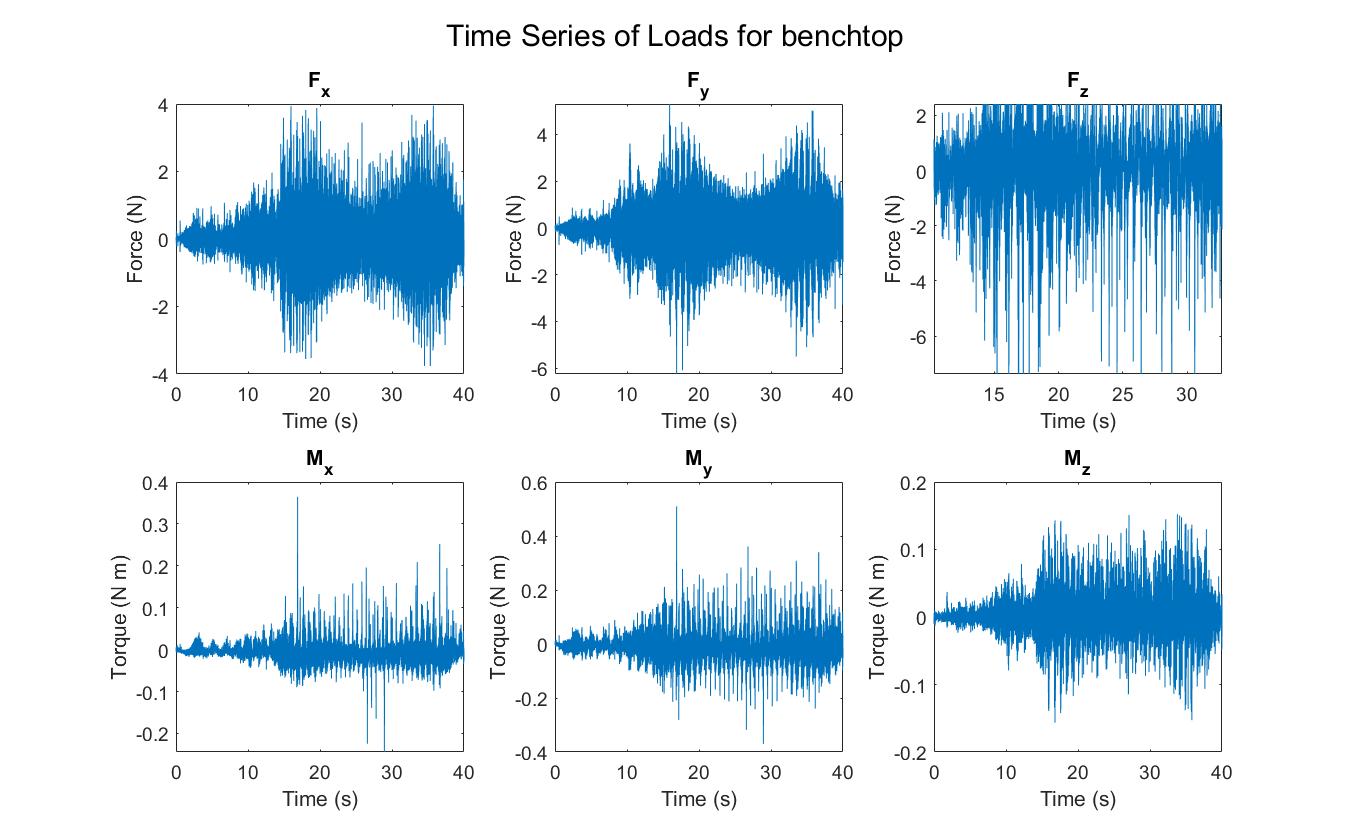 Time Series of Loads for benchtop
Fx
Fy
Fz
4
2
0
-2
-4
Force (N)
0 10 20 30 40
Time (s)
4
2
0
-2
-4
-6
Force (N)
0 10 20 30 40
Time (s)
2
0
-2
-4
-6
Force (N)
15 20 25 30
Time (s)
Mx
My
Mz
0.4
0.3
0.2
0.1
0
-0.1
-0.2
Torque (N m)
0 10 20 30 40
Time (s)
0.6
0.4
0.2
0
-0.2
-0.4
Torque (N m)
0 10 20 30 40
Time (s)
0.2
0.1
0
-0.1
-0.2
Torque (N m)
0 10 20 30 40
Time (s)